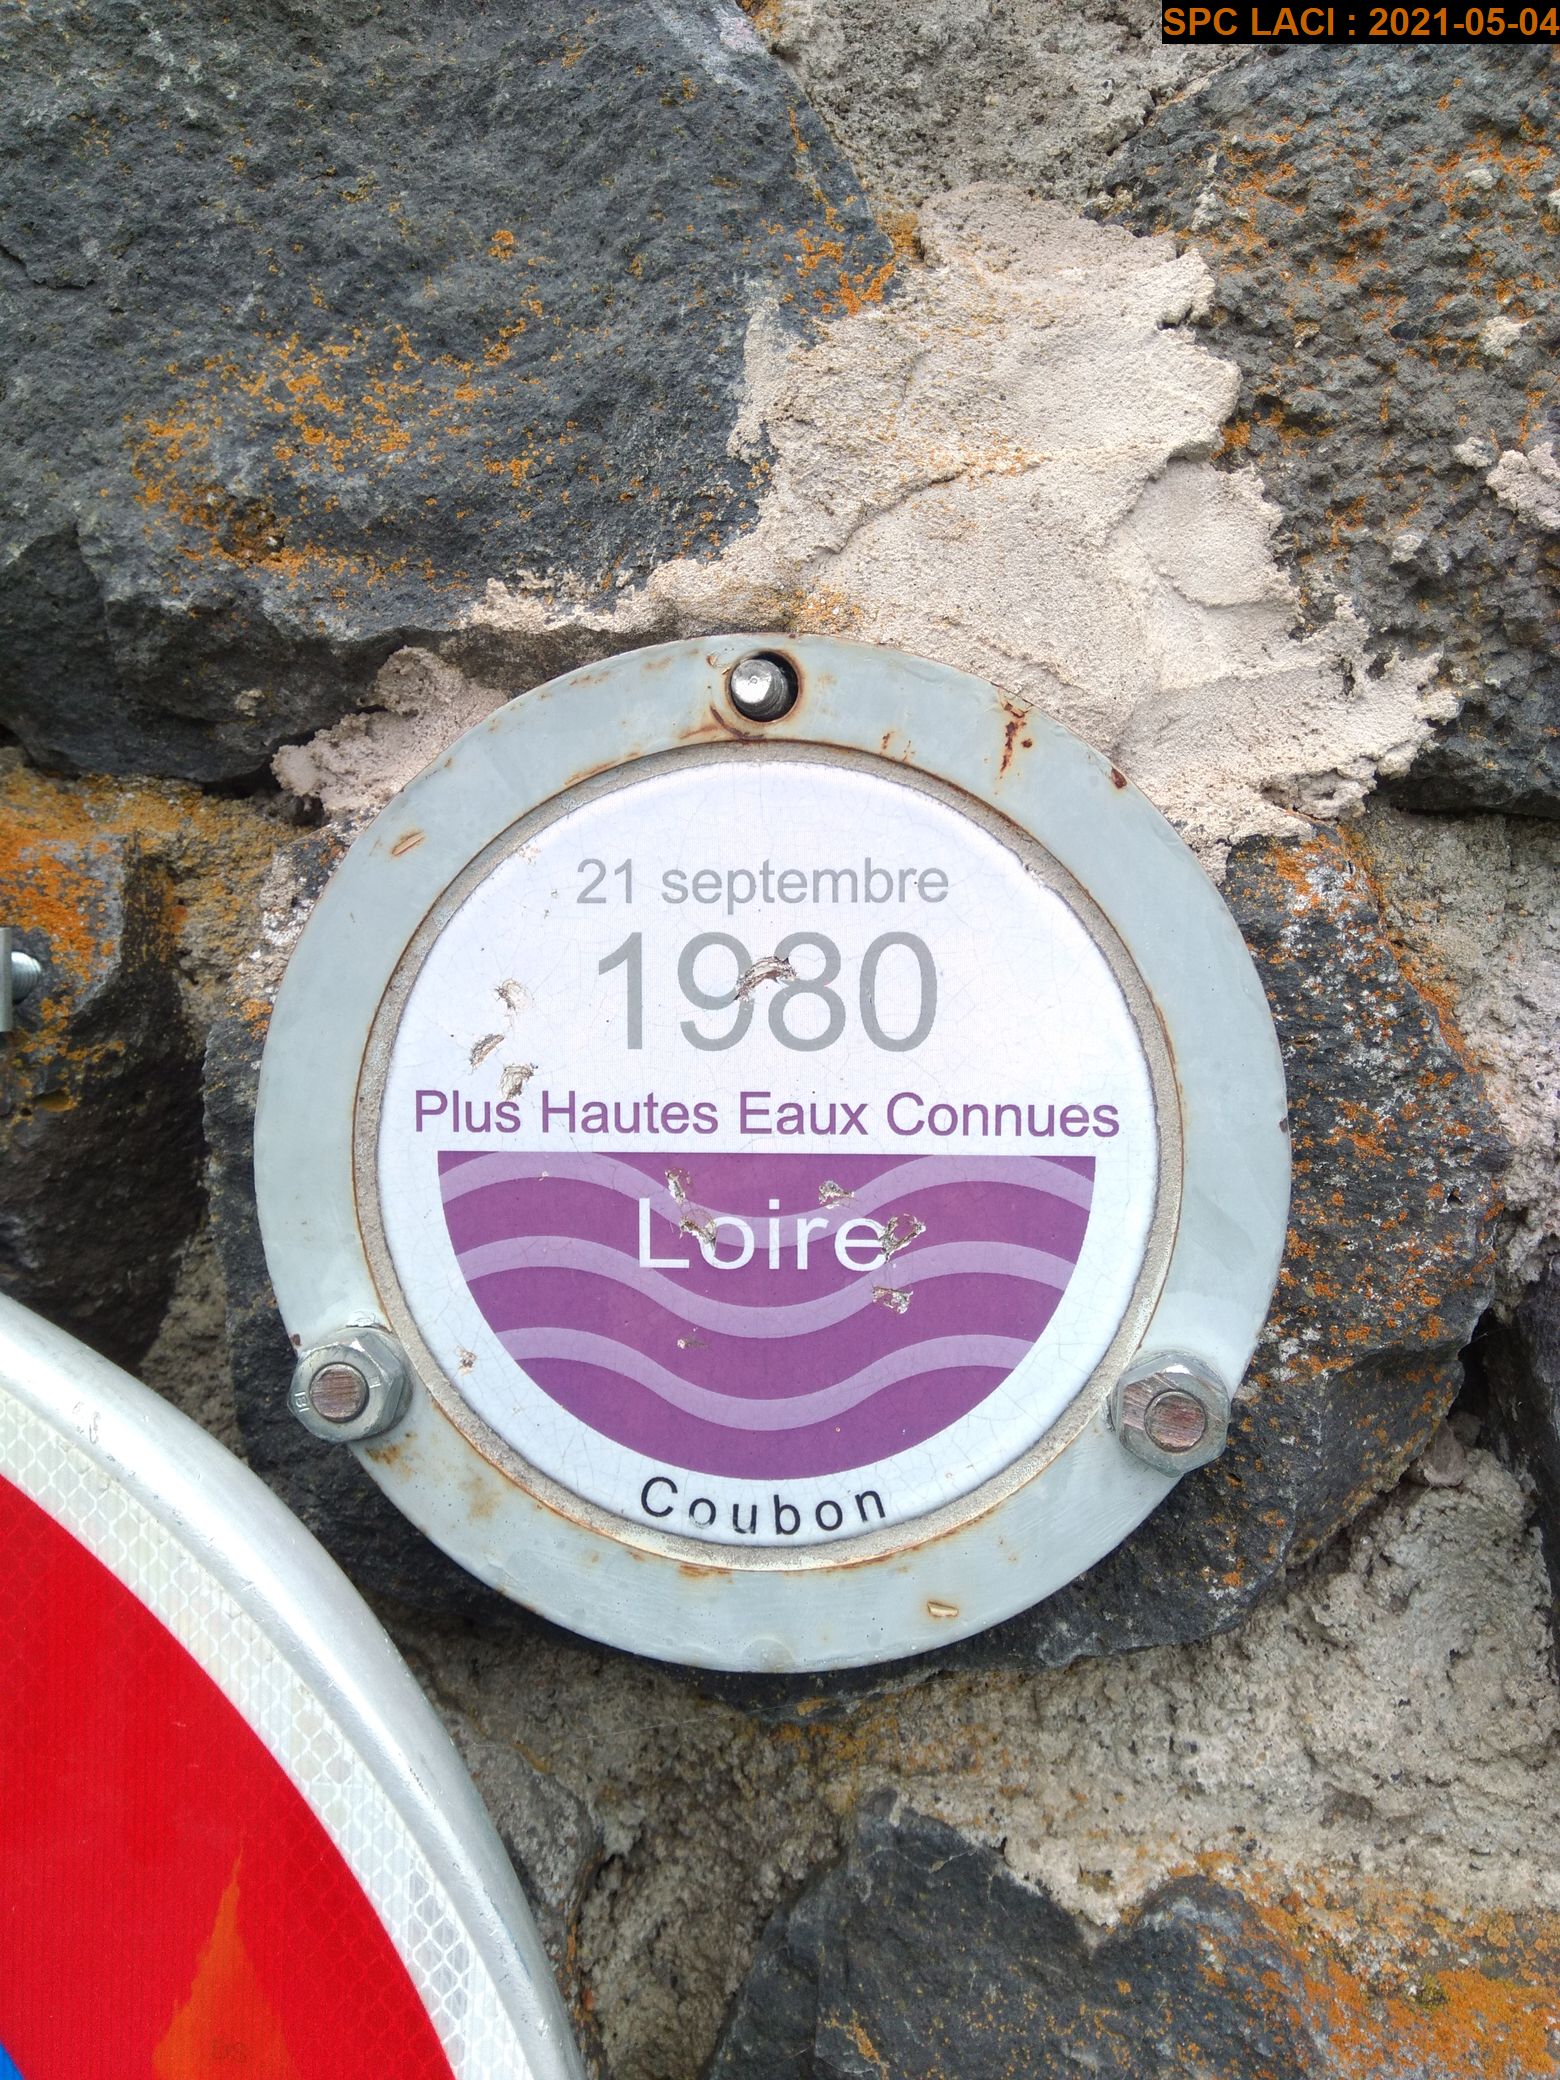 SPC LACI : 2021-05-04
21 septembre
1980
Plus Hautes Eaux Connues
Loire
Coubon